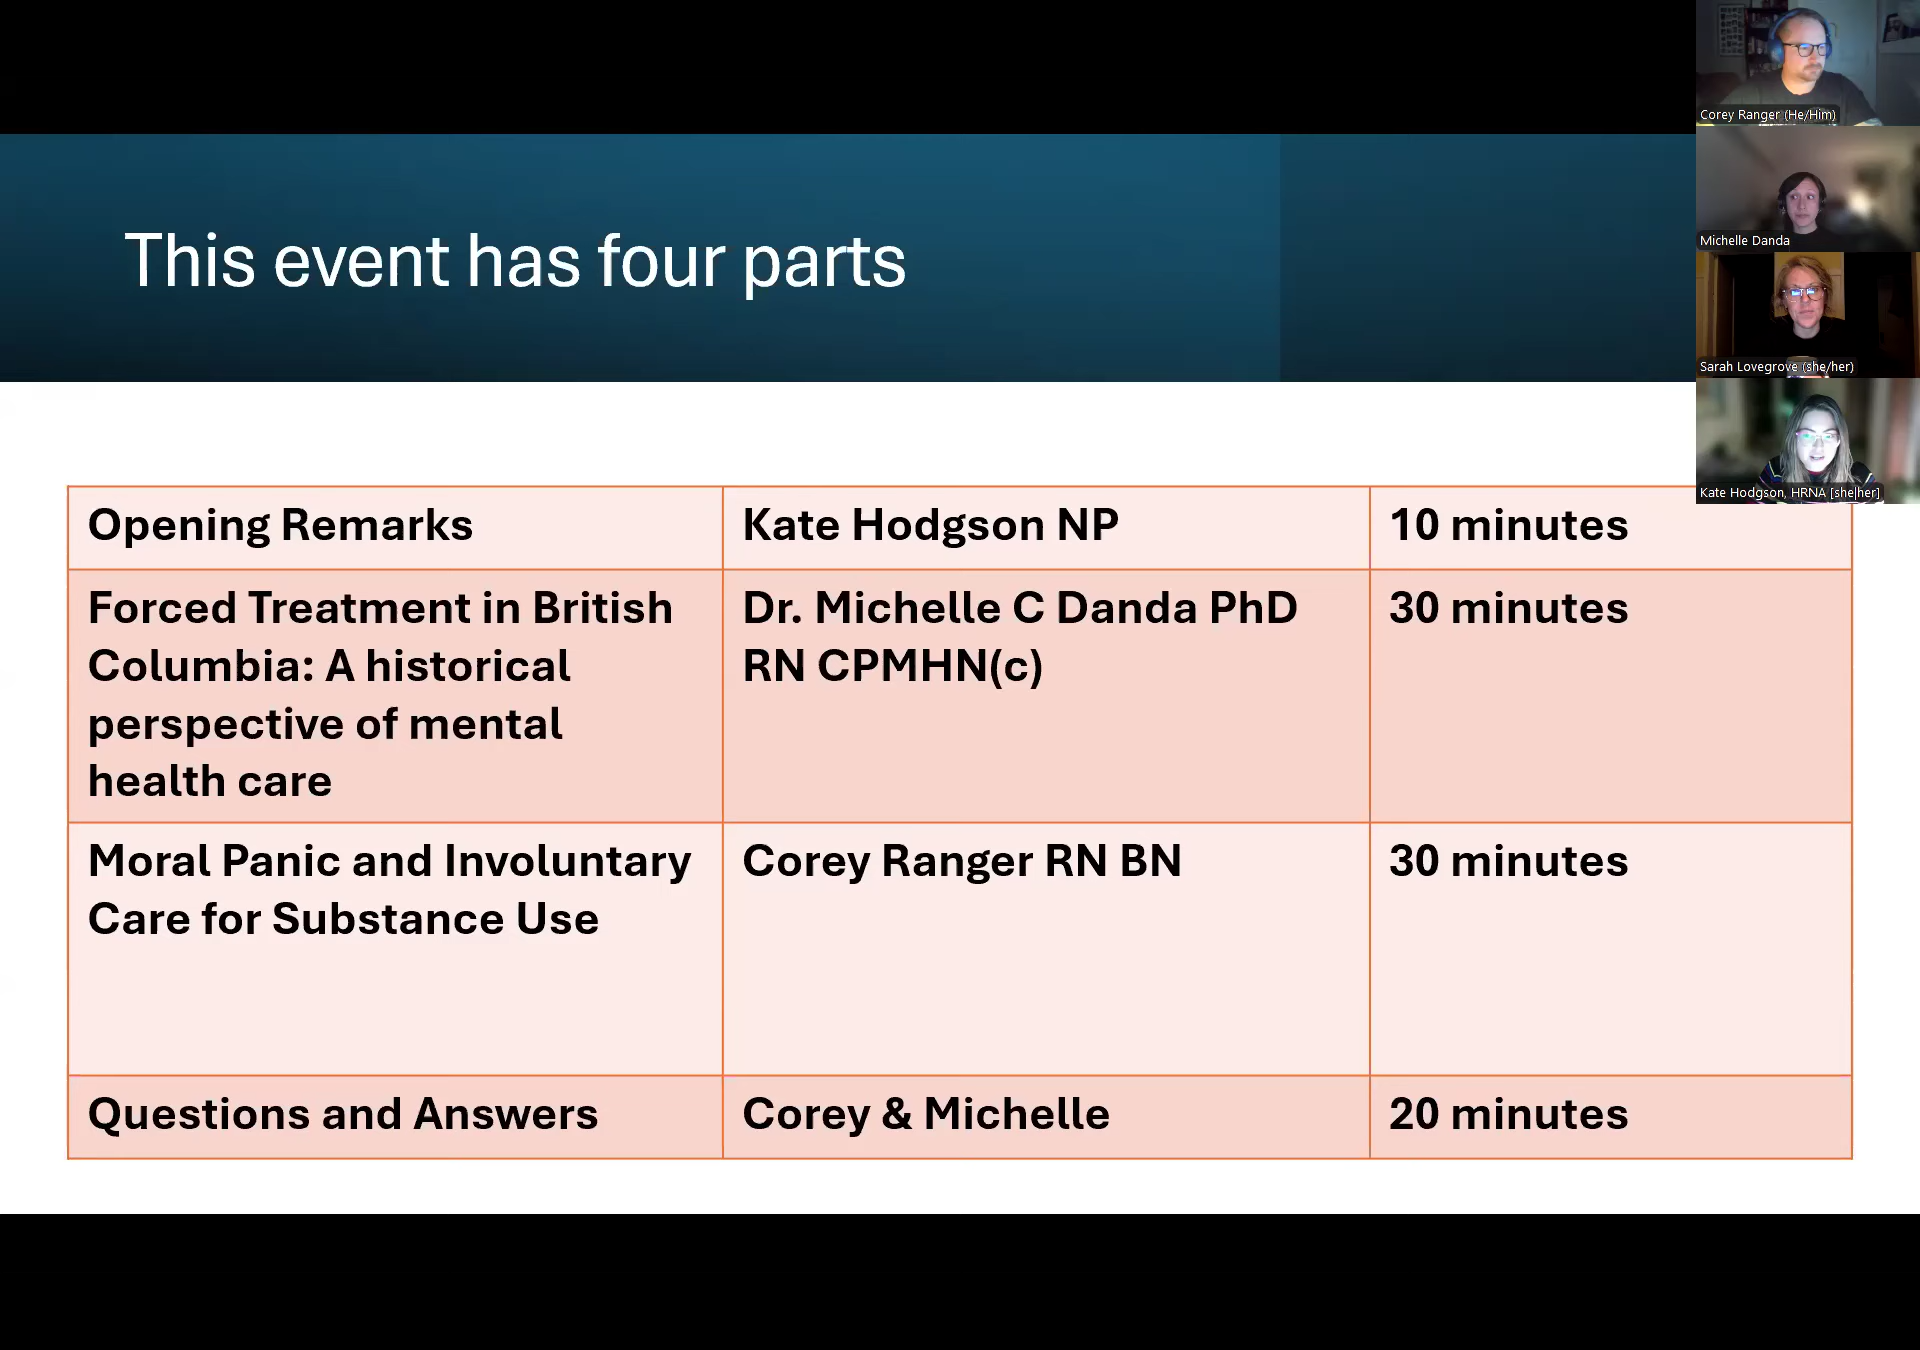 This event has four parts
Opening Remarks
Kate Hodgson NP
10 minutes
Forced Treatment in British
Columbia: A historical
perspective of mental
health care
Dr. Michelle C Danda PhD
RN CPMHN(c)
30 minutes
Moral Panic and Involuntary
Care for Substance Use
Corey Ranger RN BN
30 minutes
Questions and Answers
Corey & Michelle
20 minutes
Corey Ranger (He/Him)
Michelle Danda
Sarah Lovegrove (she/her)
Kate Hodgson, HRNA [she|her]